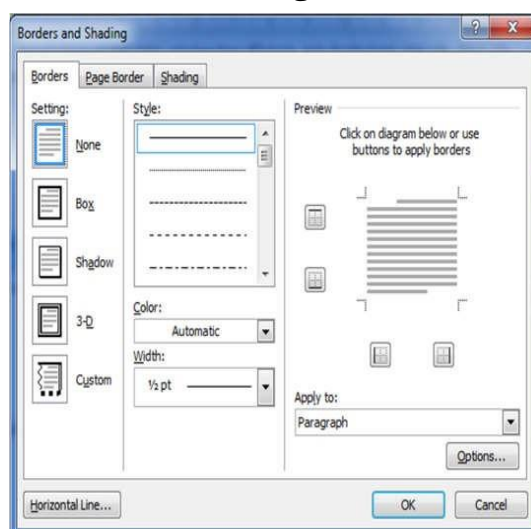 Borders and Shading
Borders
Page Border
Shading
Setting:
None
Box
Shadow
3-D
Custom
Style:
Color:
Automatic
Width:
½ pt
Preview
Click on diagram below or use
buttons to apply borders
Apply to:
Paragraph
Options...
Horizontal Line...
OK
Cancel